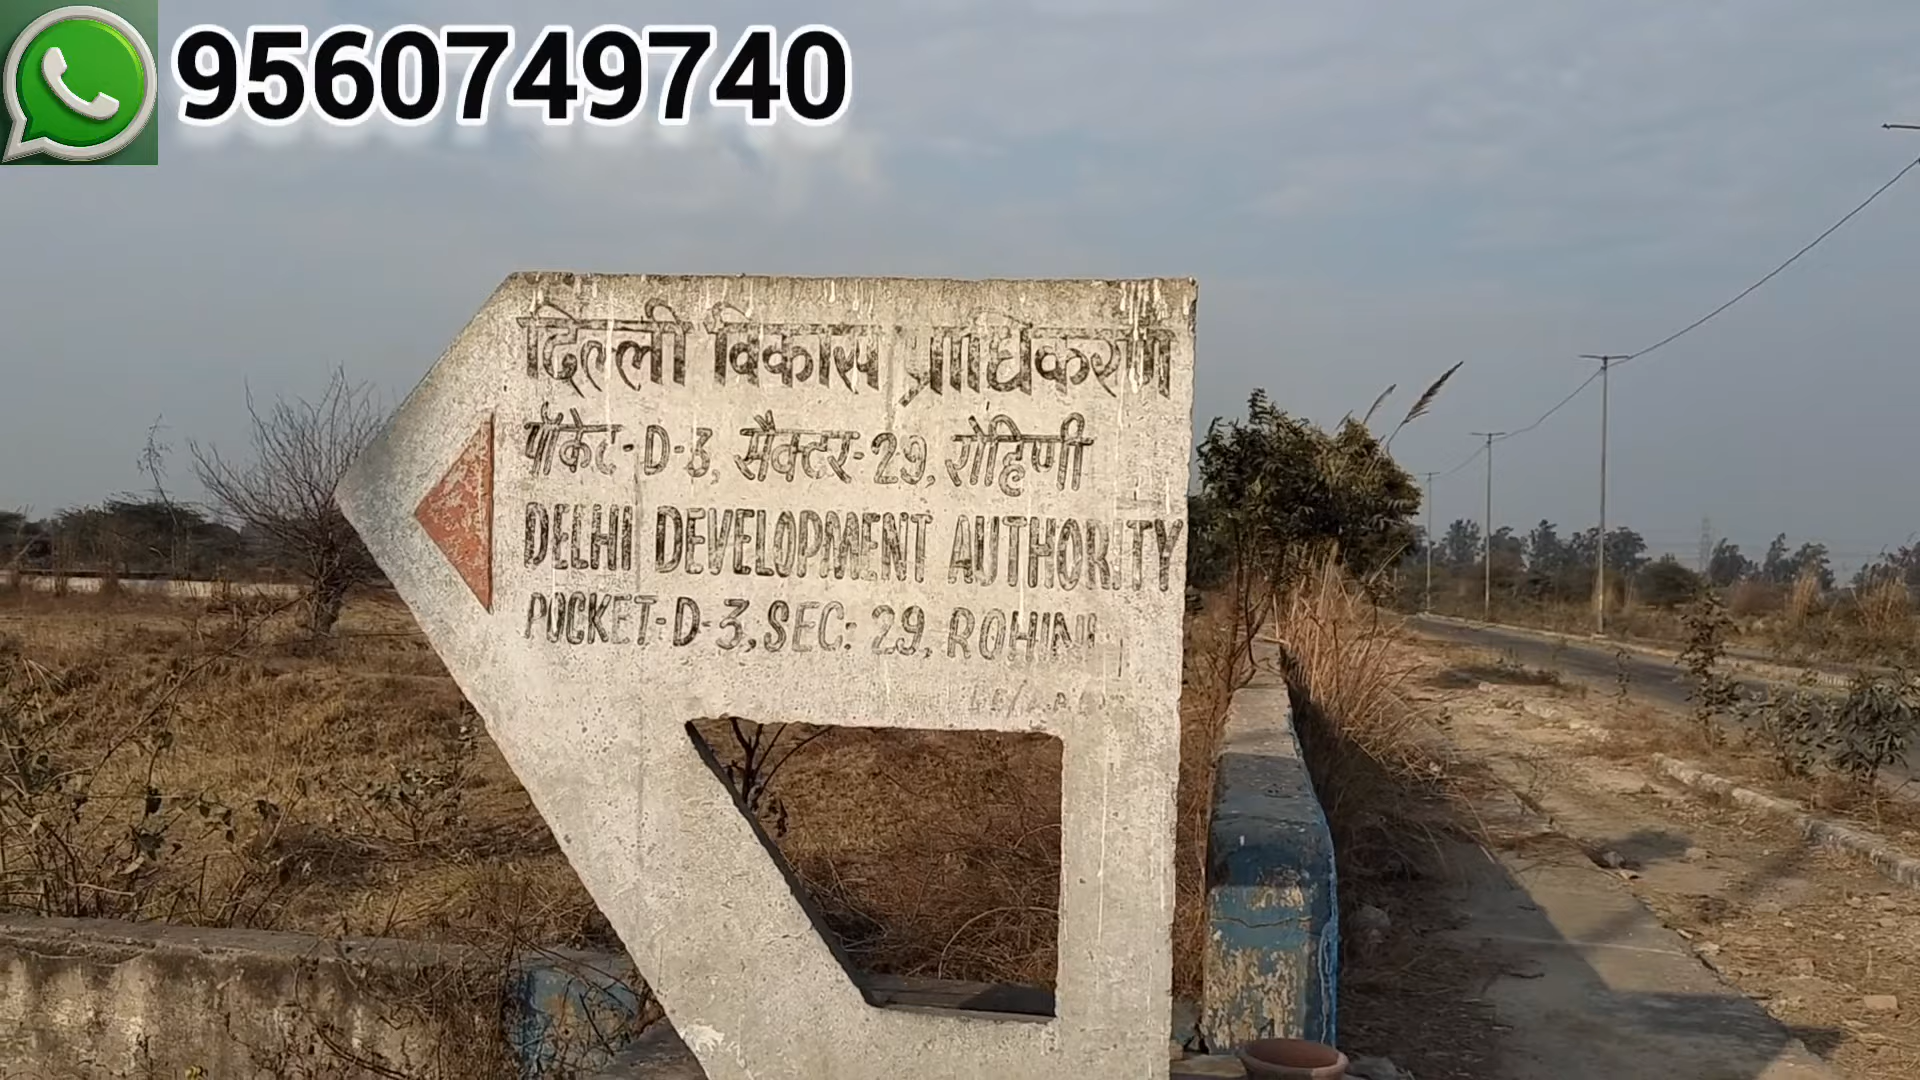 9560749740
दिल्ली विकास प्राधिकरण
पॉकेट-D-3, सैक्टर-29, रोहिणी
DELHI DEVELOPMENT AUTHORITY
POCKET-D-3, SEC: 29, ROHINI